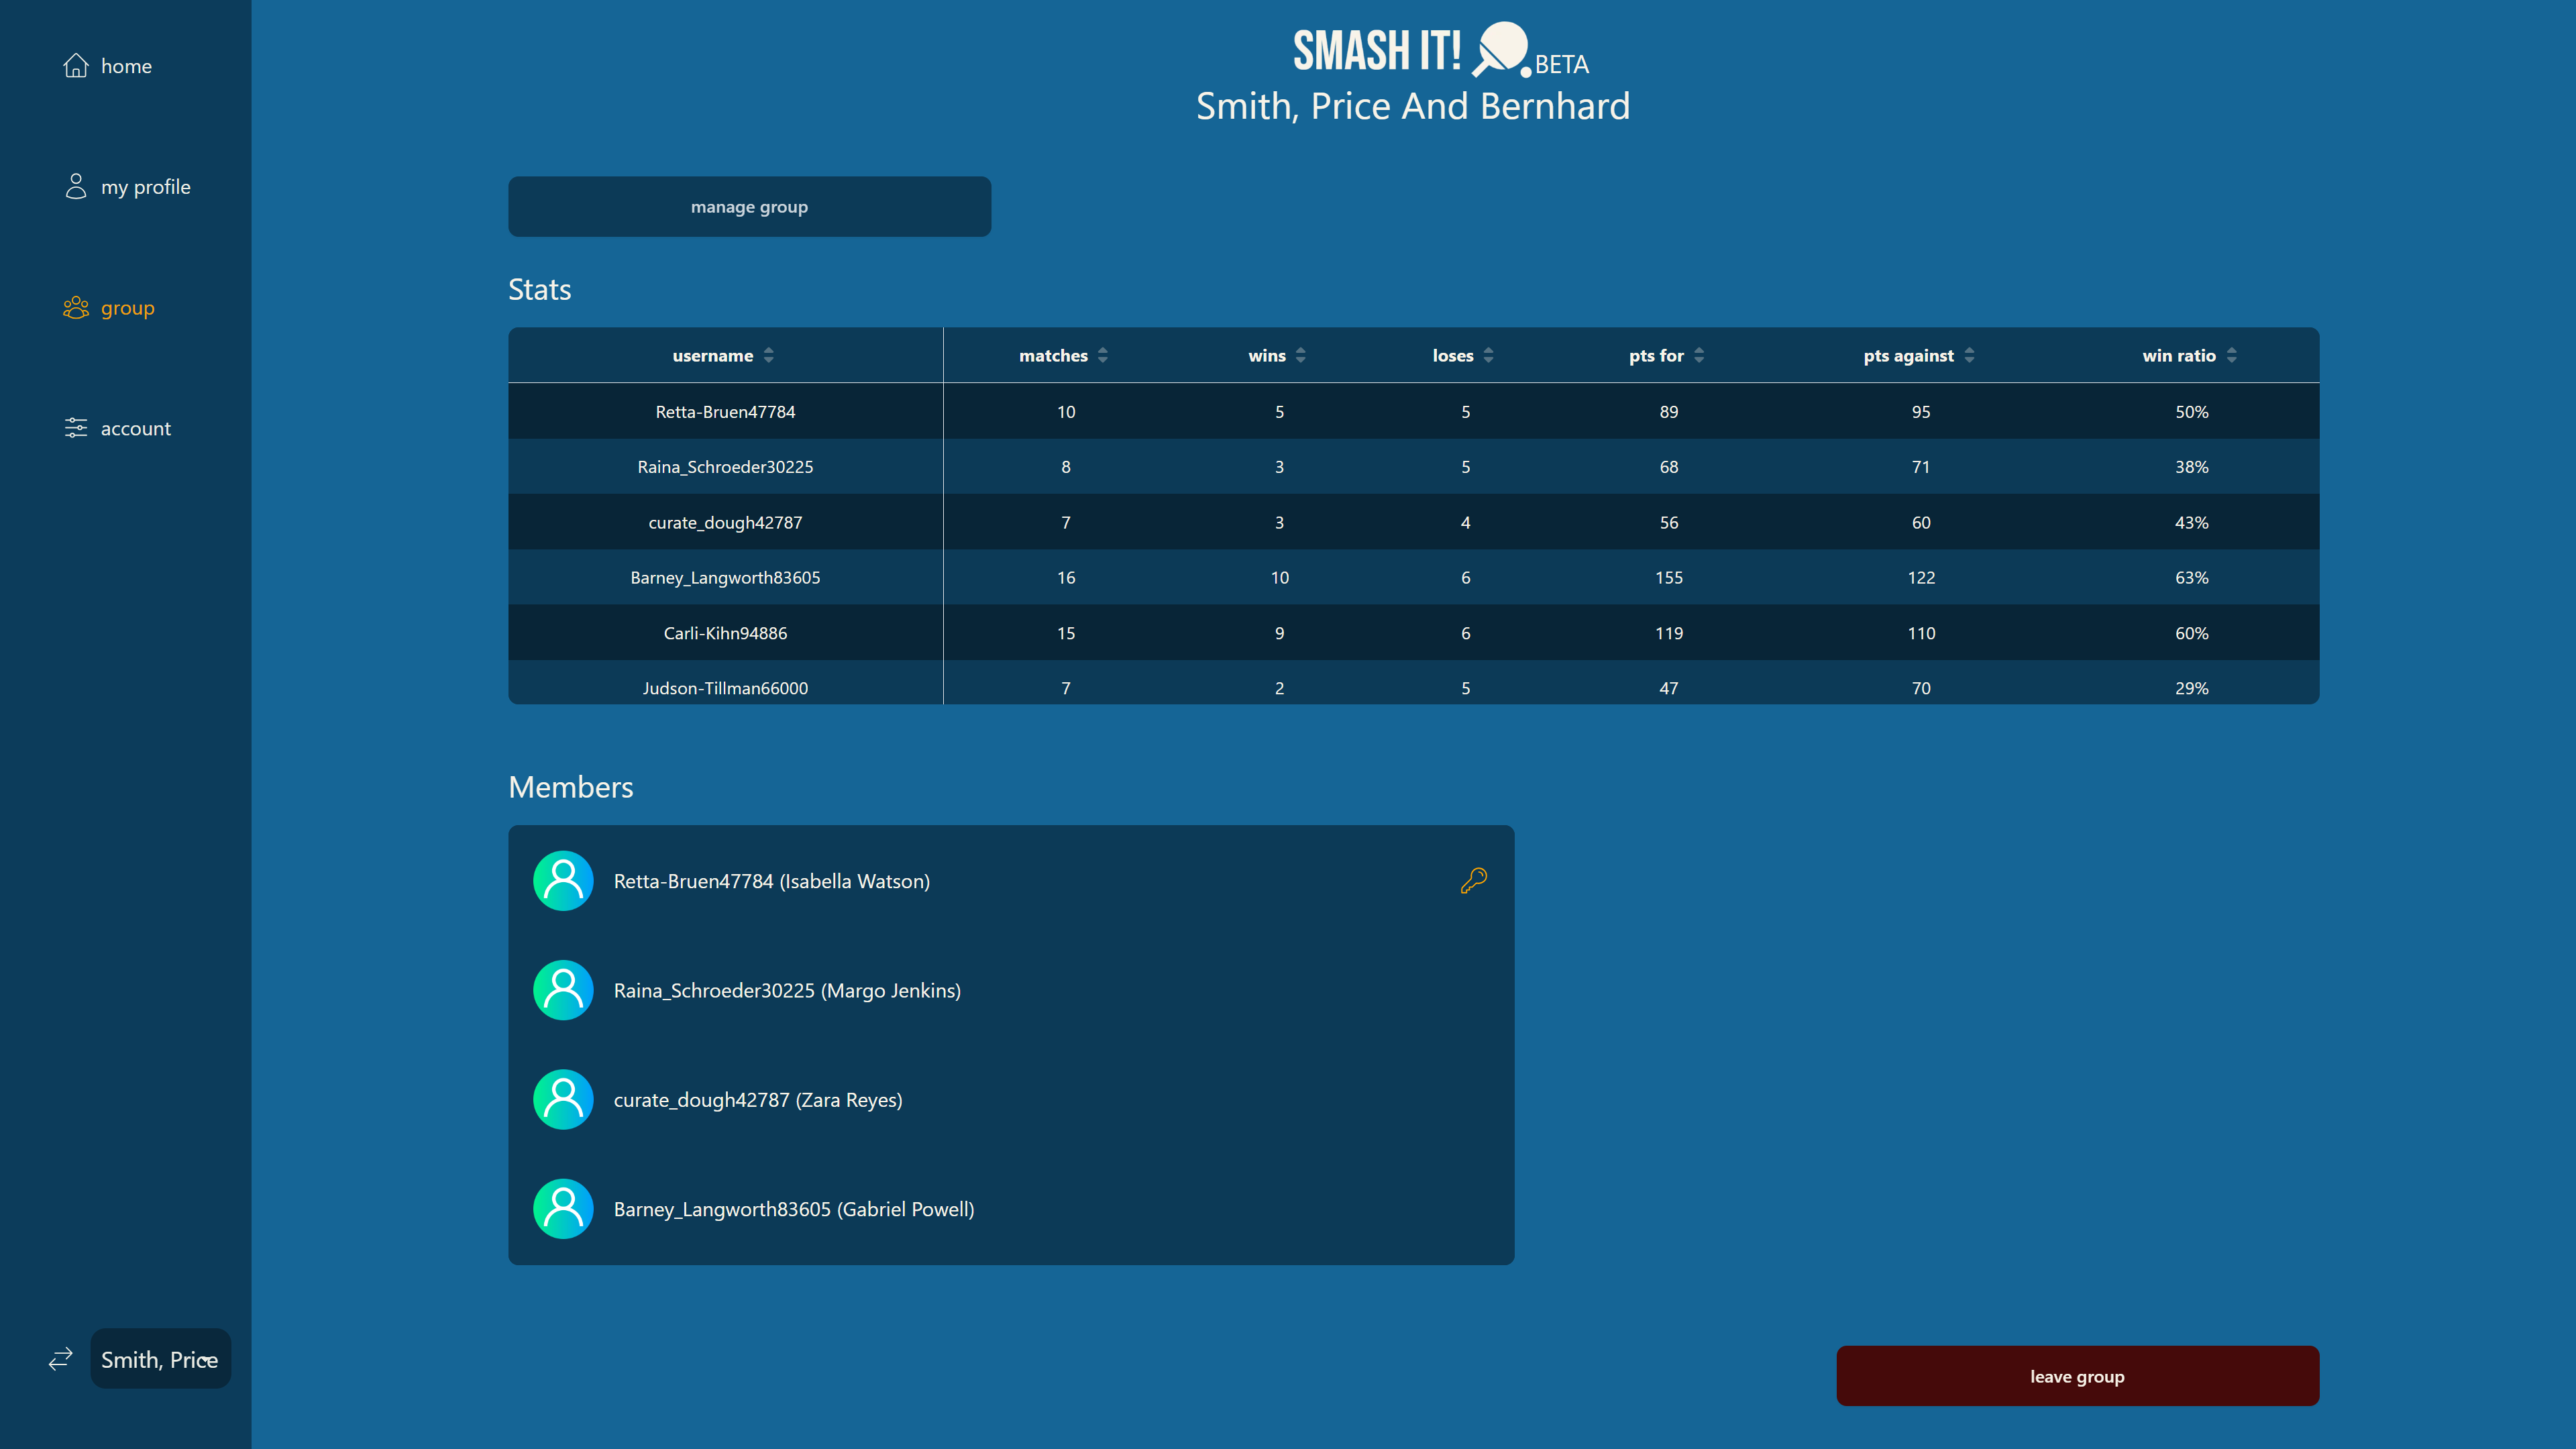 home
my profile
group
account
Smith, Price
SMASH IT! BETA
Smith, Price And Bernhard
manage group
Stats
username matches wins loses pts for pts against win ratio
Retta-Bruen47784 10 5 5 89 95 50%
Raina_Schroeder30225 8 3 5 68 71 38%
curate_dough42787 7 3 4 56 60 43%
Barney_Langworth83605 16 10 6 155 122 63%
Carli-Kihn94886 15 9 6 119 110 60%
Judson-Tillman66000 7 2 5 47 70 29%
Members
Retta-Bruen47784 (Isabella Watson)
Raina_Schroeder30225 (Margo Jenkins)
curate_dough42787 (Zara Reyes)
Barney_Langworth83605 (Gabriel Powell)
leave group